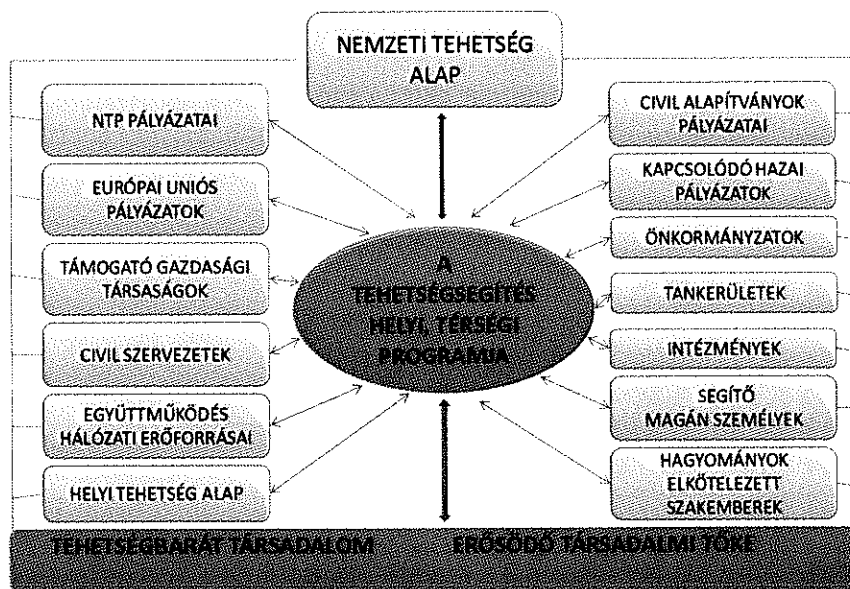 NEMZETI TEHETSÉG
ALAP
NTP PÁLYÁZATAI
EURÓPAI UNIÓS
PÁLYÁZATOK
TÁMOGATÓ GAZDASÁGI
TÁRSASÁGOK
CIVIL SZERVEZETEK
EGYÜTTMŰKÖDÉS
HÁLÓZATI ERŐFORRÁSAI
HELYI TEHETSÉG ALAP
A
TEHETSÉGSEGÍTÉS
HELYI, TÉRSÉGI
PROGRAMJA
CIVIL ALAPÍTVÁNYOK
PÁLYÁZATAI
KAPCSOLÓDÓ HAZAI
PÁLYÁZATOK
ÖNKORMÁNYZATOK
TANKERÜLETEK
INTÉZMÉNYEK
SEGÍTŐ
MAGÁN SZEMÉLYEK
HAGYOMÁNYOK
ELKÖTELEZETT
SZAKEMBEREK
TEHETSÉGBARÁT TÁRSADALOM ERŐSÖDŐ TÁRSADALMI TŐKE